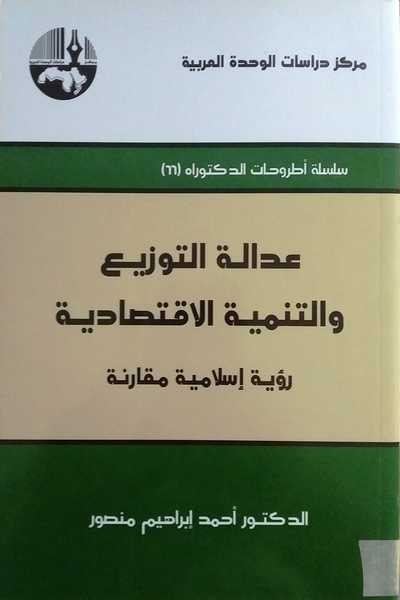 مركز دراسات الوحدة العربية
سلسلة أطروحات الدكتوراه (٦٦)
عدالة التوزيع
والتنمية الاقتصادية
رؤية إسلامية مقارنة
الدكتور أحمد إبراهيم منصور